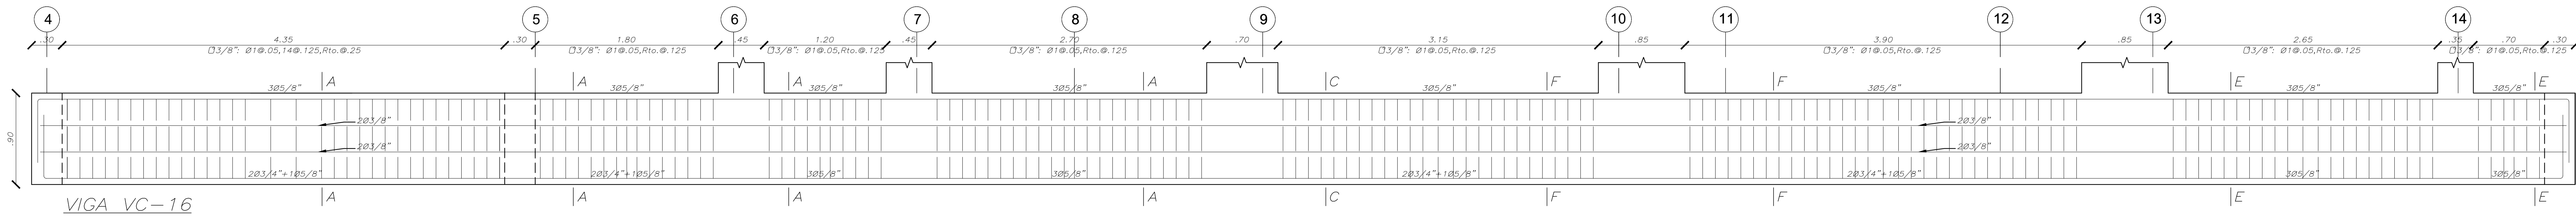 4 5 6 7 8 9 10 11 12 13 14
.30 4.35 .30 1.80 .45 1.20 .45 2.70 .70 3.15 .85 3.90 .85 2.65 .35 .70 .30
▢3/8": Ø1@.05,14@.125,Rto.@.25 ▢3/8": Ø1@.05,Rto.@.125 ▢3/8": Ø1@.05,Rto.@.125 ▢3/8": Ø1@.05,Rto.@.125 ▢3/8": Ø1@.05,Rto.@.125 ▢3/8": Ø1@.05,Rto.@.125 ▢3/8": Ø1@.05,Rto.@.125 ▢3/8": Ø1@.05,Rto.@.125
A A A A C F F E E
3Ø5/8" 3Ø5/8" 3Ø5/8" 3Ø5/8" 3Ø5/8" 3Ø5/8" 3Ø5/8" 3Ø5/8"
2Ø3/8" 2Ø3/8"
.90
2Ø3/8" 2Ø3/8"
2Ø3/4"+1Ø5/8" 2Ø3/4"+1Ø5/8" 3Ø5/8" 3Ø5/8" 2Ø3/4"+1Ø5/8" 2Ø3/4"+1Ø5/8" 3Ø5/8" 3Ø5/8"
A A A A C F F E E
VIGA VC-16